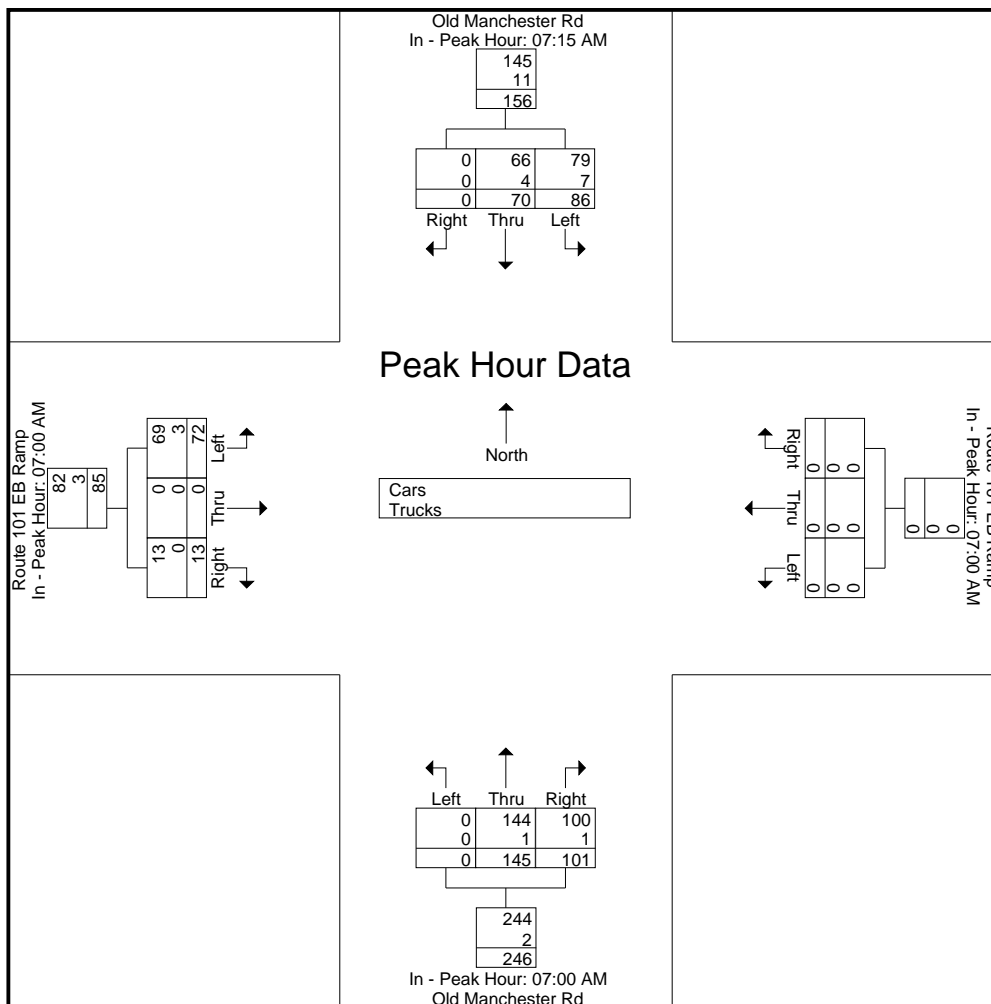 Old Manchester Rd
In - Peak Hour: 07:15 AM
145
11
156
0 66 79
0 4 7
0 70 86
Right Thru Left
Peak Hour Data
North
Cars
Trucks
Route 101 EB Ramp
In - Peak Hour: 07:00 AM
82
3
85
69 3 72
0 0 0
13 0 13
Left
Thru
Right
Right
Thru
Left
0 0 0
0 0 0
0 0 0
0 0 0
In - Peak Hour: 07:00 AM
Route 101 EB Ramp
Left Thru Right
0 144 100
0 1 1
0 145 101
244
2
246
In - Peak Hour: 07:00 AM
Old Manchester Rd